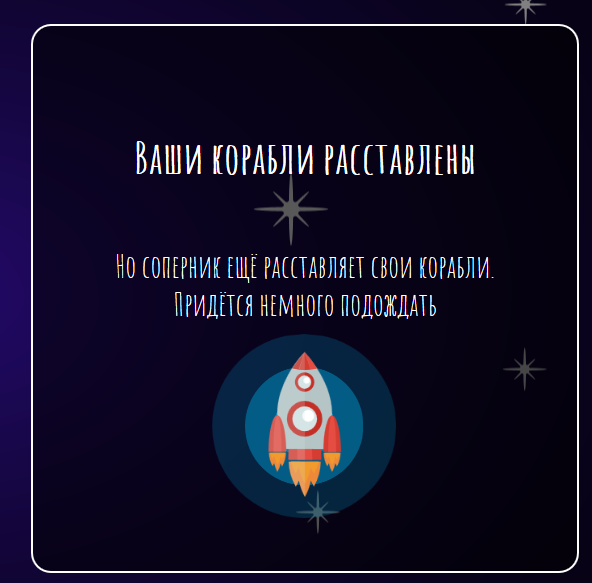 Ваши корабли расставлены
Но соперник ещё расставляет свои корабли.
Придётся немного подождать